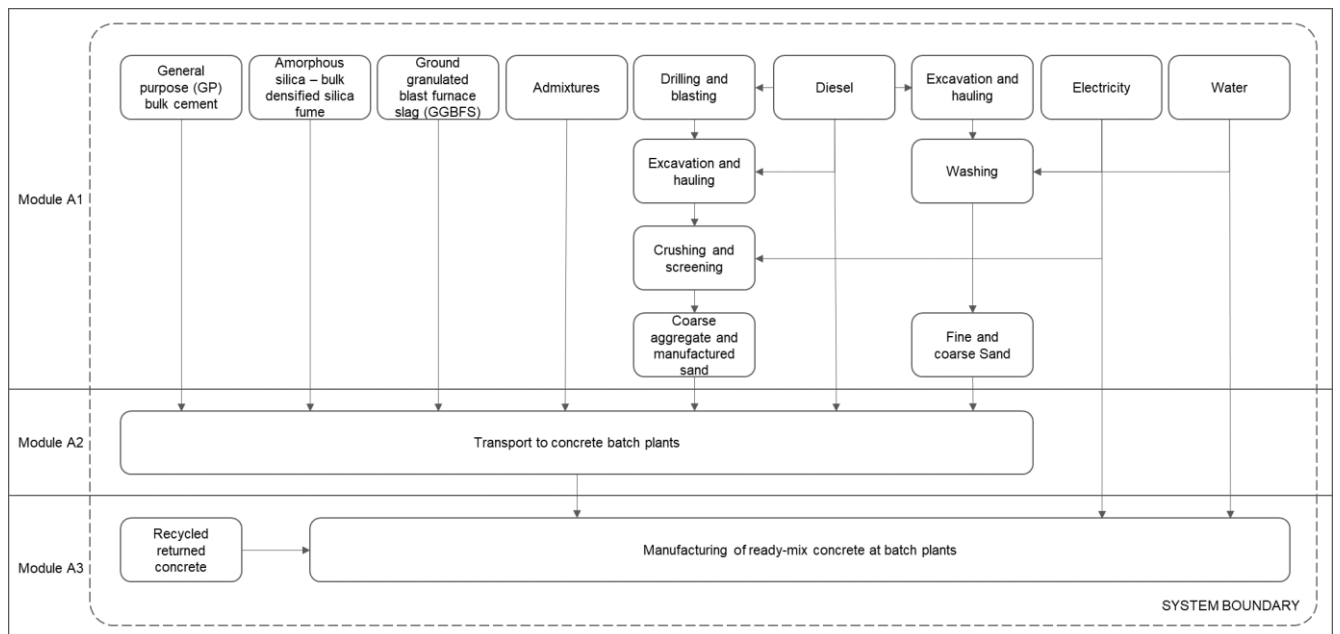 General
purpose (GP)
bulk cement
Amorphous
silica – bulk
densified silica
fume
Ground
granulated
blast furnace
slag (GGBFS)
Admixtures
Drilling and
blasting
Diesel
Excavation and
hauling
Electricity
Water
Module A1
Excavation and
hauling
Washing
Crushing and
screening
Coarse
aggregate and
manufactured
sand
Fine and
coarse Sand
Module A2
Transport to concrete batch plants
Module A3
Recycled
returned
concrete
Manufacturing of ready-mix concrete at batch plants
SYSTEM BOUNDARY